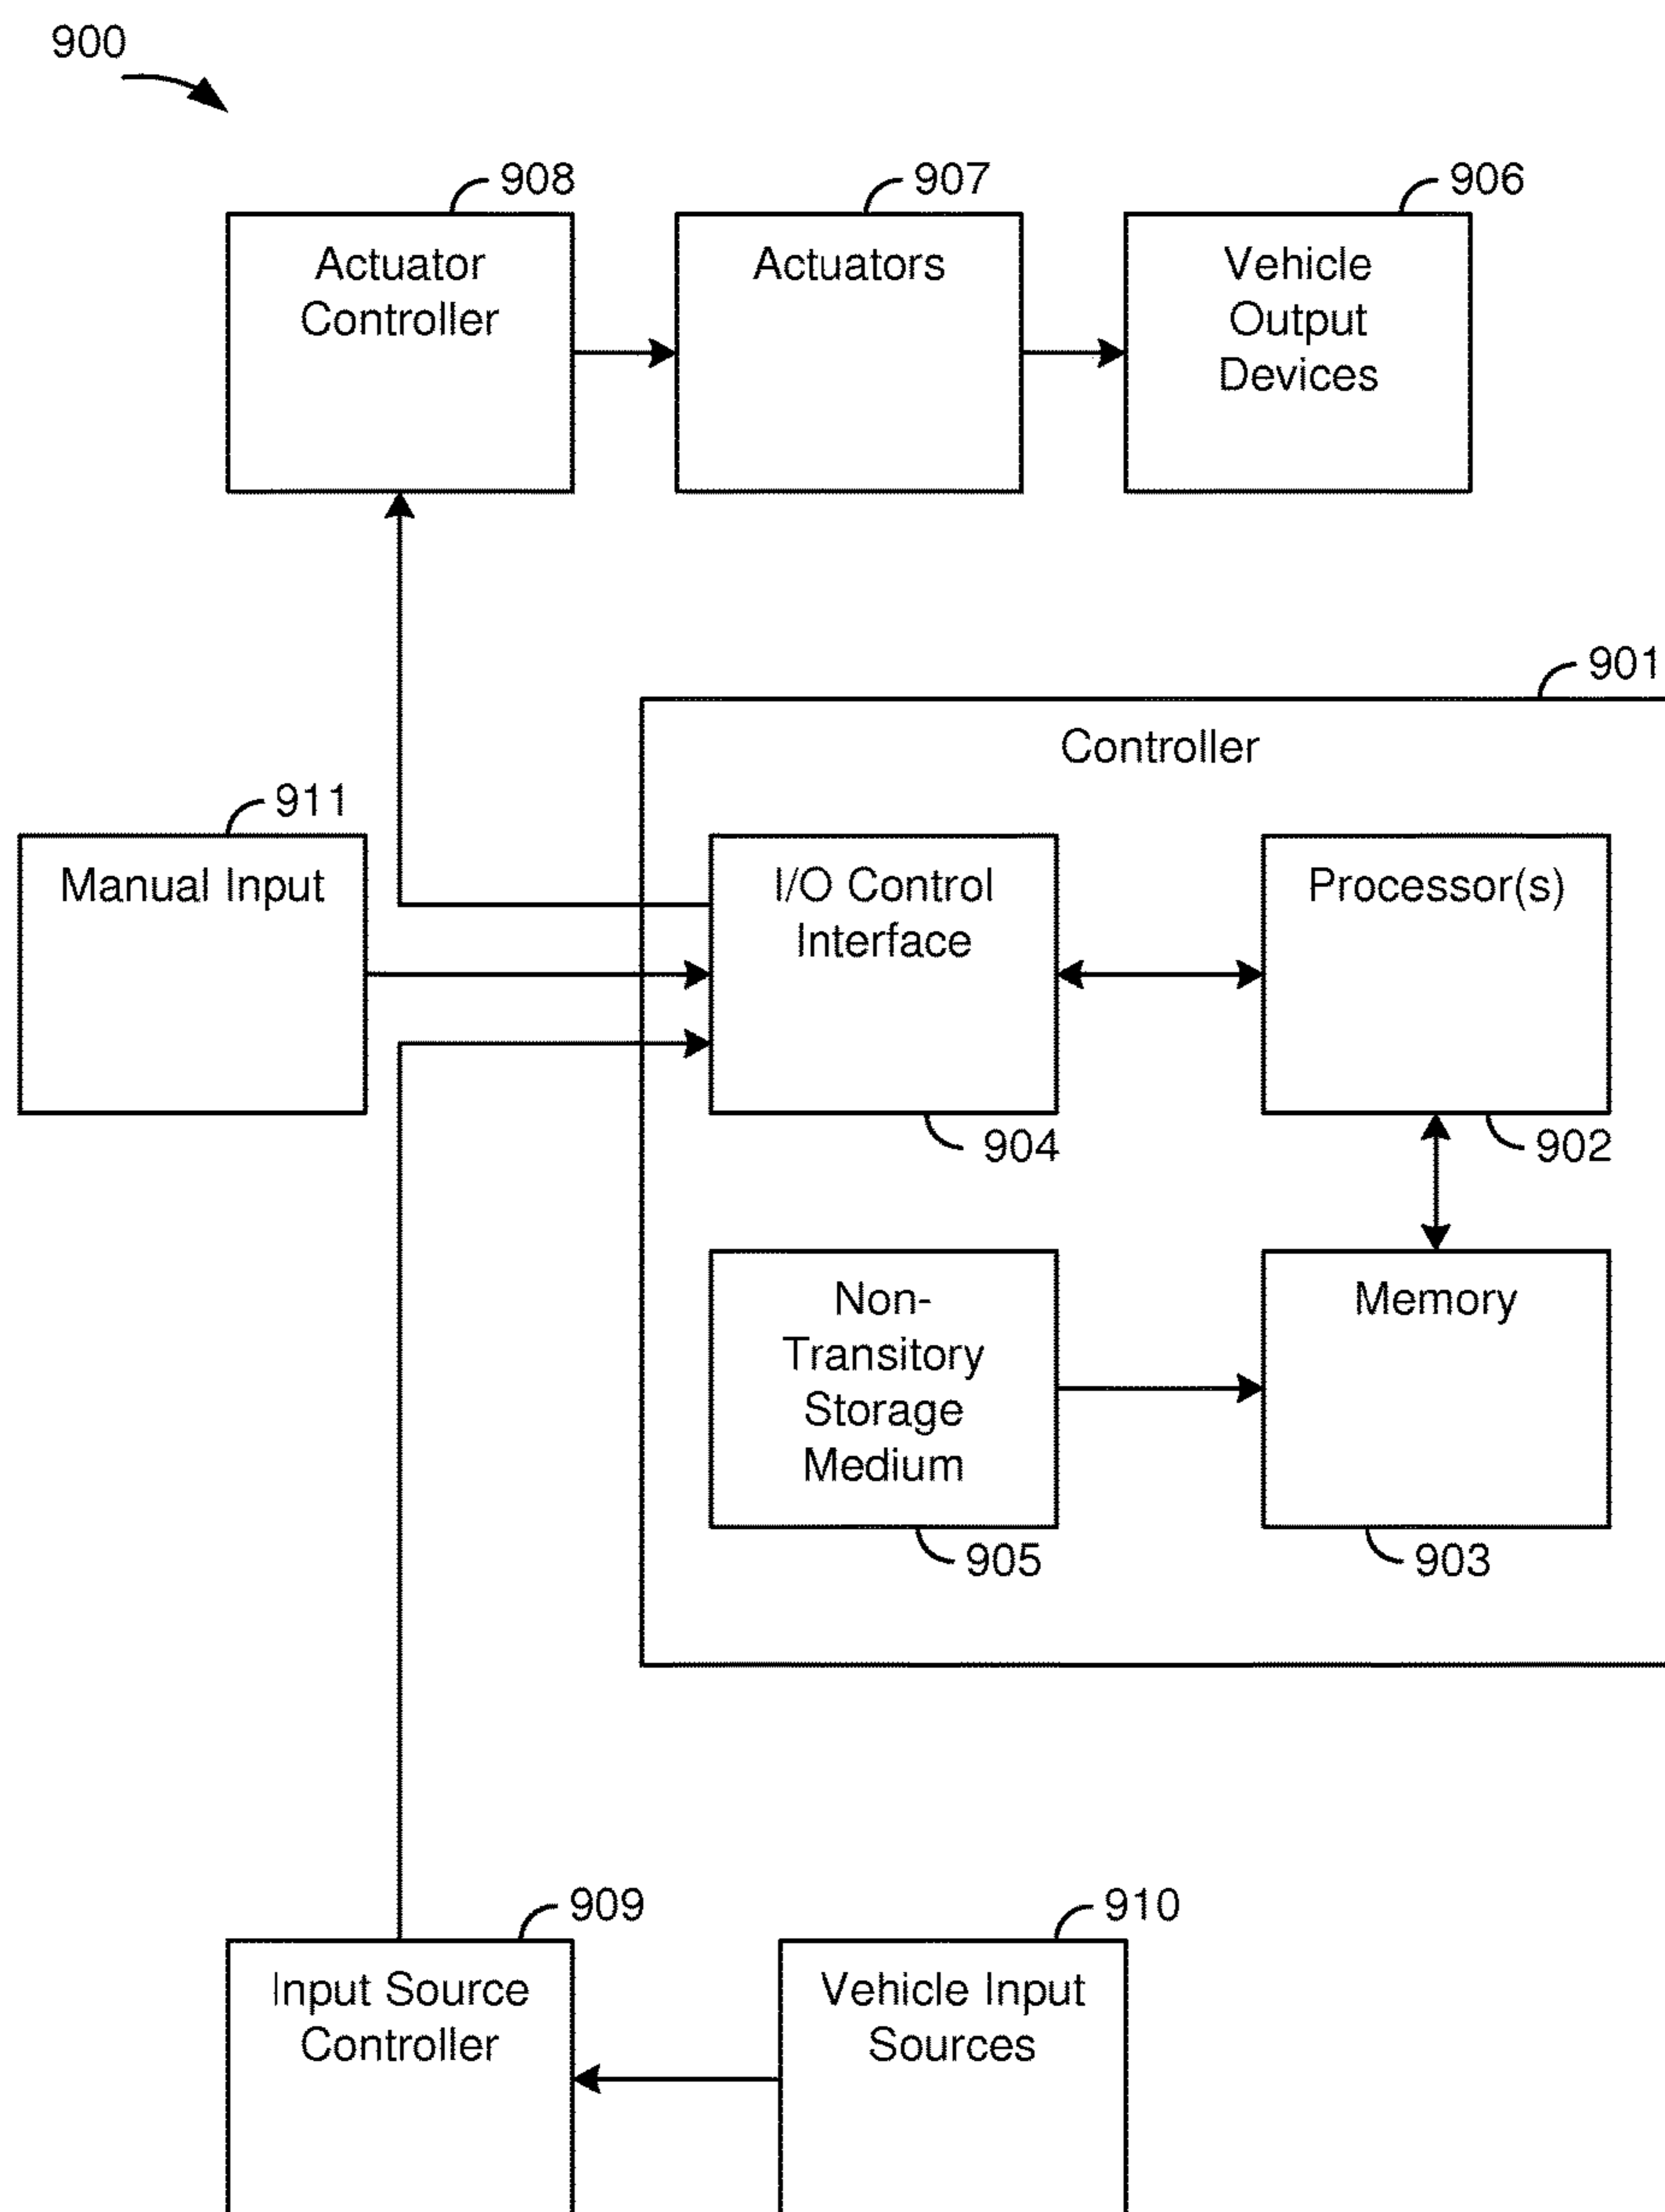 900
908
907
906
Actuator
Controller
Actuators
Vehicle
Output
Devices
901
Controller
911
Manual Input
I/O Control
Interface
Processor(s)
904
902
Non-
Transitory
Storage
Medium
Memory
905
903
909
910
Input Source
Controller
Vehicle Input
Sources